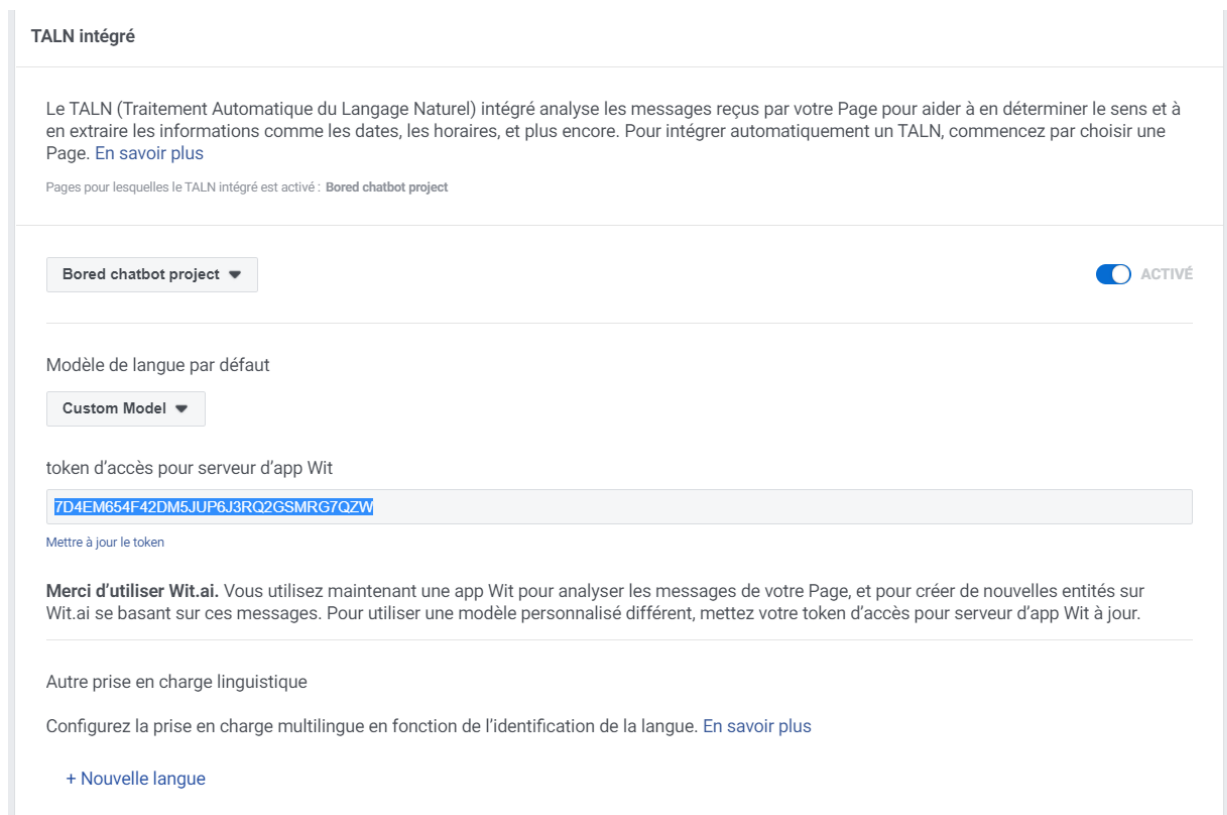 TALN intégré
Le TALN (Traitement Automatique du Langage Naturel) intégré analyse les messages reçus par votre Page pour aider à en déterminer le sens et à
en extraire les informations comme les dates, les horaires, et plus encore. Pour intégrer automatiquement un TALN, commencez par choisir une
Page. En savoir plus
Pages pour lesquelles le TALN intégré est activé : Bored chatbot project
Bored chatbot project
ACTIVÉ
Modèle de langue par défaut
Custom Model
token d'accès pour serveur d'app Wit
7D4EM654F42DM5JUP6J3RQ2GSMRG7QZW
Mettre à jour le token
Merci d'utiliser Wit.ai. Vous utilisez maintenant une app Wit pour analyser les messages de votre Page, et pour créer de nouvelles entités sur
Wit.ai se basant sur ces messages. Pour utiliser une modèle personnalisé différent, mettez votre token d'accès pour serveur d'app Wit à jour.
Autre prise en charge linguistique
Configurez la prise en charge multilingue en fonction de l'identification de la langue. En savoir plus
+ Nouvelle langue